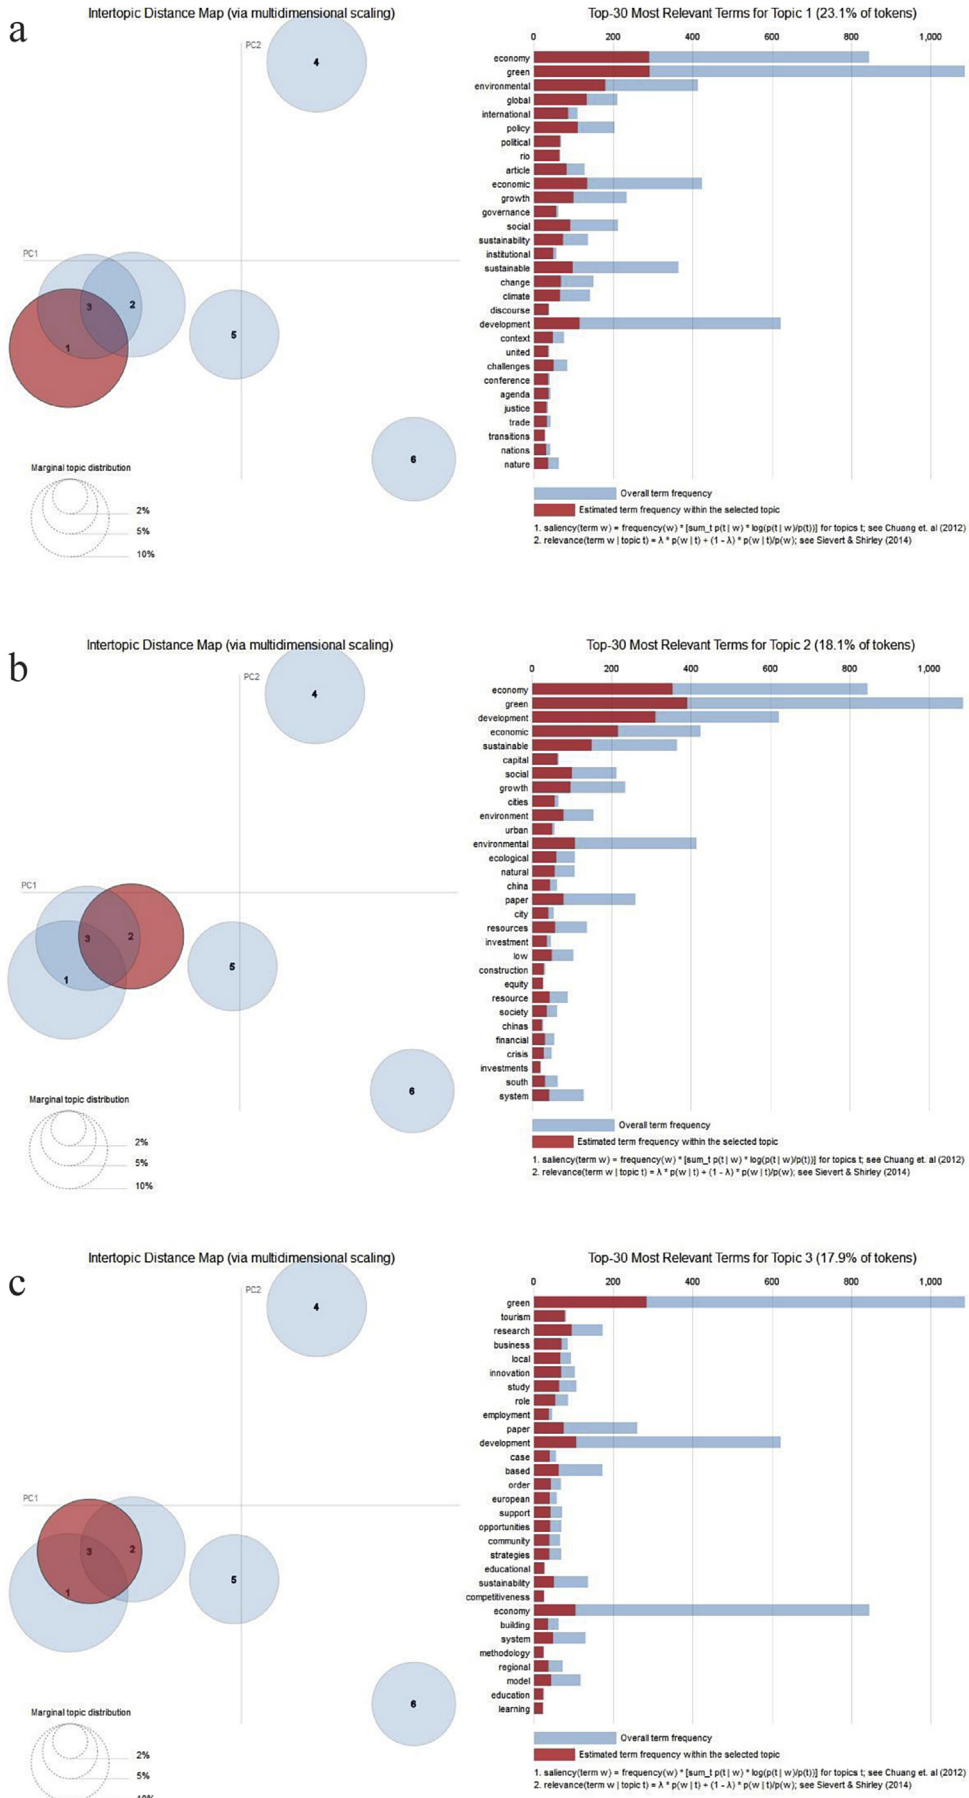 a
Intertopic Distance Map (via multidimensional scaling)
PC2
PC1
4
3
2
1
5
6
Marginal topic distribution
2%
5%
10%
Top-30 Most Relevant Terms for Topic 1 (23.1% of tokens)
0 200 400 600 800 1,000
economy
green
environmental
global
international
policy
political
rio
article
economic
growth
governance
social
sustainability
institutional
sustainable
change
climate
discourse
development
context
united
challenges
conference
agenda
justice
trade
transitions
nations
nature
Overall term frequency
Estimated term frequency within the selected topic
1. saliency(term w) = frequency(w) * [sum_t p(t | w) * log(p(t | w)/p(t))] for topics t; see Chuang et. al (2012)
2. relevance(term w | topic t) = λ * p(w | t) + (1 - λ) * p(w | t)/p(w); see Sievert & Shirley (2014)
b
Intertopic Distance Map (via multidimensional scaling)
PC2
PC1
4
3
2
1
5
6
Marginal topic distribution
2%
5%
10%
Top-30 Most Relevant Terms for Topic 2 (18.1% of tokens)
0 200 400 600 800 1,000
economy
green
development
economic
sustainable
capital
social
growth
cities
environment
urban
environmental
ecological
natural
china
paper
city
resources
investment
low
construction
equity
resource
society
chinas
financial
crisis
investments
south
system
Overall term frequency
Estimated term frequency within the selected topic
1. saliency(term w) = frequency(w) * [sum_t p(t | w) * log(p(t | w)/p(t))] for topics t; see Chuang et. al (2012)
2. relevance(term w | topic t) = λ * p(w | t) + (1 - λ) * p(w | t)/p(w); see Sievert & Shirley (2014)
c
Intertopic Distance Map (via multidimensional scaling)
PC2
PC1
4
3
2
1
5
6
Marginal topic distribution
2%
5%
10%
Top-30 Most Relevant Terms for Topic 3 (17.9% of tokens)
0 200 400 600 800 1,000
green
tourism
research
business
local
innovation
study
role
employment
paper
development
case
based
order
european
support
opportunities
community
strategies
educational
sustainability
competitiveness
economy
building
system
methodology
regional
model
education
learning
Overall term frequency
Estimated term frequency within the selected topic
1. saliency(term w) = frequency(w) * [sum_t p(t | w) * log(p(t | w)/p(t))] for topics t; see Chuang et. al (2012)
2. relevance(term w | topic t) = λ * p(w | t) + (1 - λ) * p(w | t)/p(w); see Sievert & Shirley (2014)